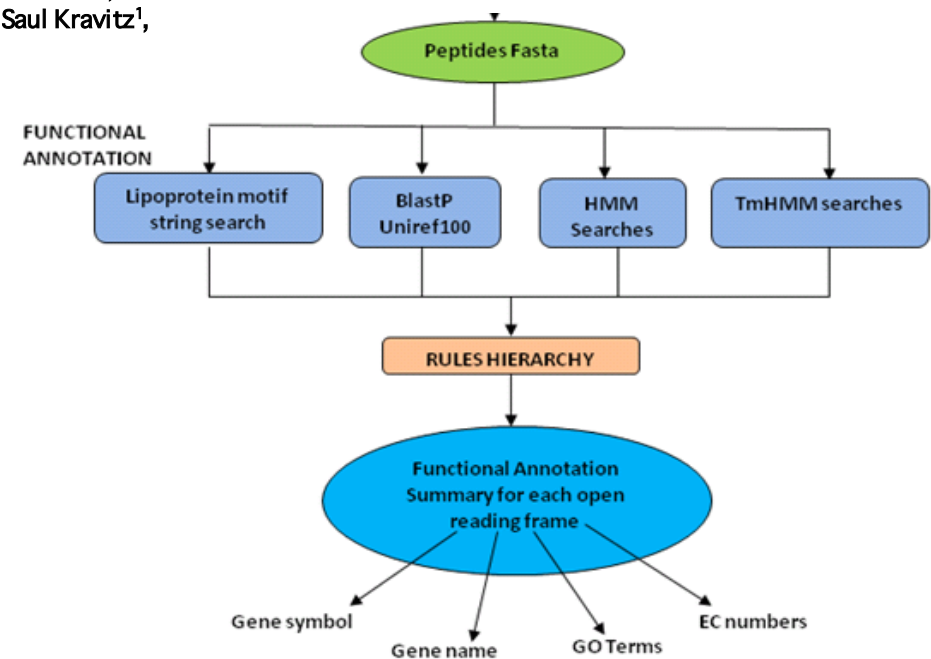 Saul Kravitz¹,
Peptides Fasta
FUNCTIONAL
ANNOTATION
Lipoprotein motif
string search
BlastP
Uniref100
HMM
Searches
TmHMM searches
RULES HIERARCHY
Functional Annotation
Summary for each open
reading frame
Gene symbol
Gene name
GO Terms
EC numbers